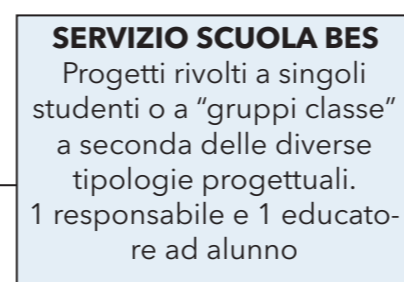 SERVIZIO SCUOLA BES
Progetti rivolti a singoli
studenti o a “gruppi classe”
a seconda delle diverse
tipologie progettuali.
1 responsabile e 1 educato-
re ad alunno